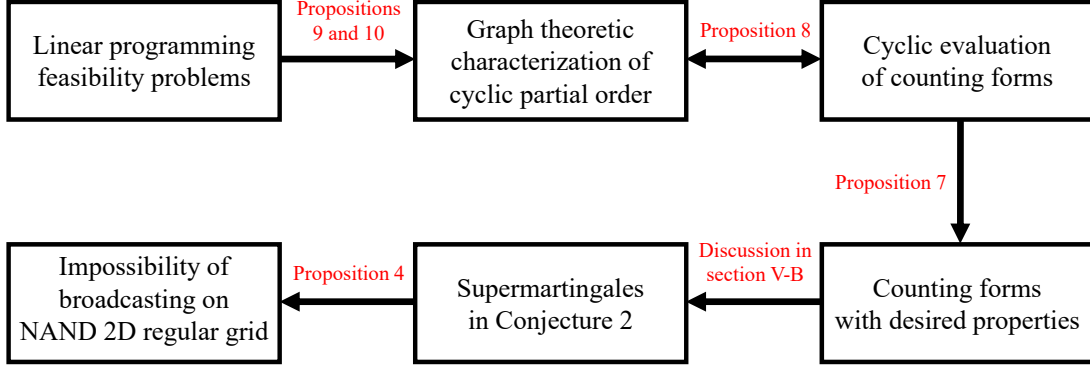 Linear programming
feasibility problems
Propositions
9 and 10
Graph theoretic
characterization of
cyclic partial order
Proposition 8
Cyclic evaluation
of counting forms
Proposition 7
Impossibility of
broadcasting on
NAND 2D regular grid
Proposition 4
Supermartingales
in Conjecture 2
Discussion in
section V-B
Counting forms
with desired properties